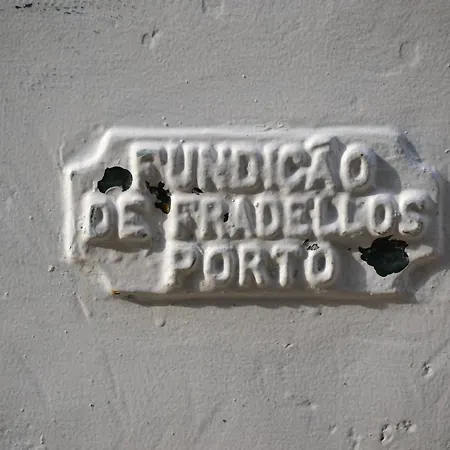 FUNDIÇÃO
DE FRADELLOS
PORTO